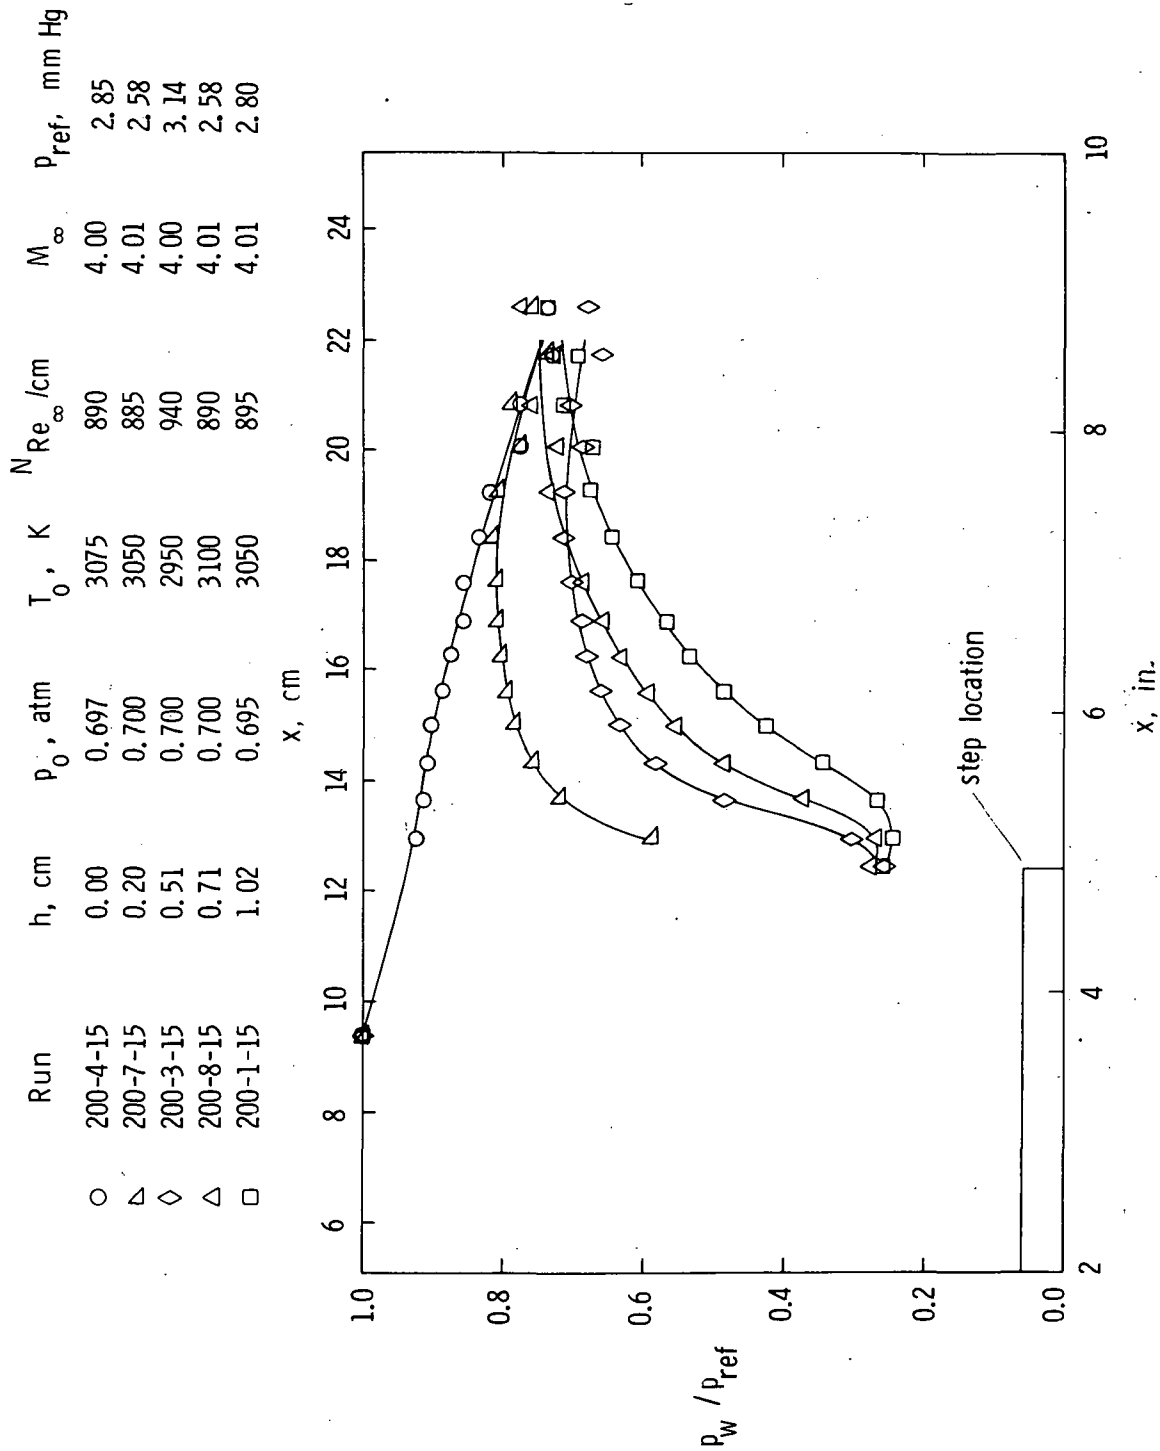 Run h, cm p₀, atm T₀, K N Re∞/cm M∞ p ref, mm Hg
200-4-15 0.00 0.697 3075 890 4.00 2.85
200-7-15 0.20 0.700 3050 885 4.01 2.58
200-3-15 0.51 0.700 2950 940 4.00 3.14
200-8-15 0.71 0.700 3100 890 4.01 2.58
200-1-15 1.02 0.695 3050 895 4.01 2.80
x, cm
6 8 10 12 14 16 18 20 22 24
1.0
0.8
0.6
p w /p ref
0.4
0.2
0.0
step location
2 4 6 8 10
x, in.